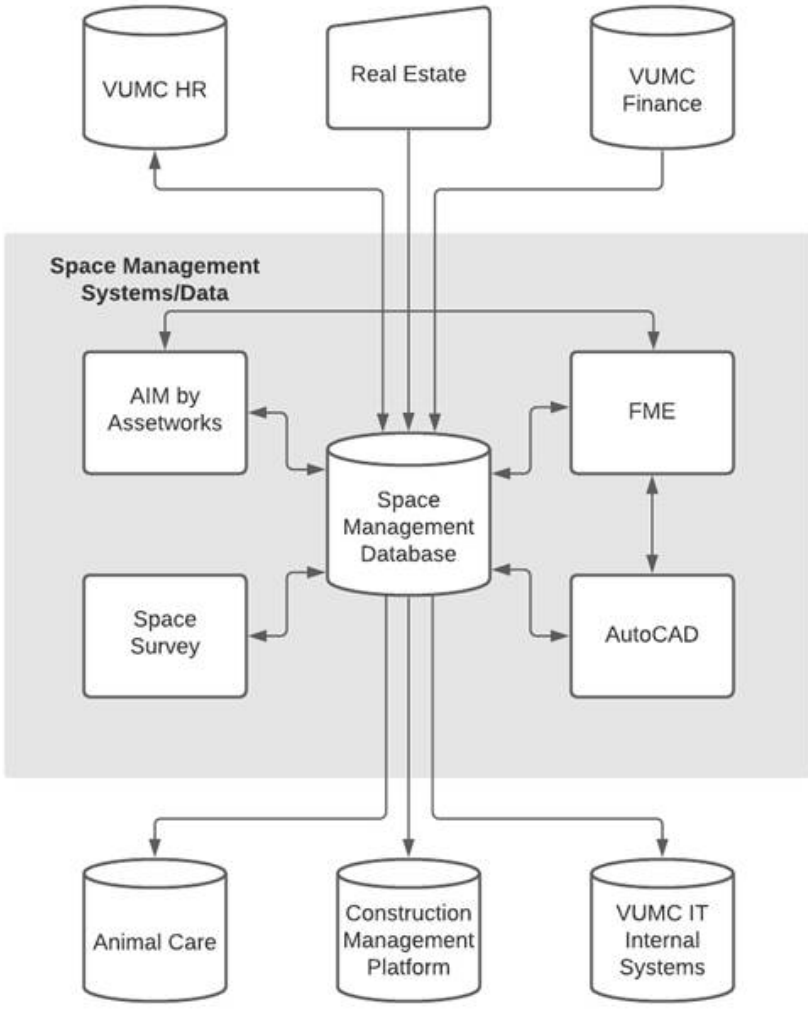 VUMC HR
Real Estate
VUMC
Finance
Space Management
Systems/Data
AIM by
Assetworks
FME
Space
Management
Database
Space
Survey
AutoCAD
Animal Care
Construction
Management
Platform
VUMC IT
Internal
Systems